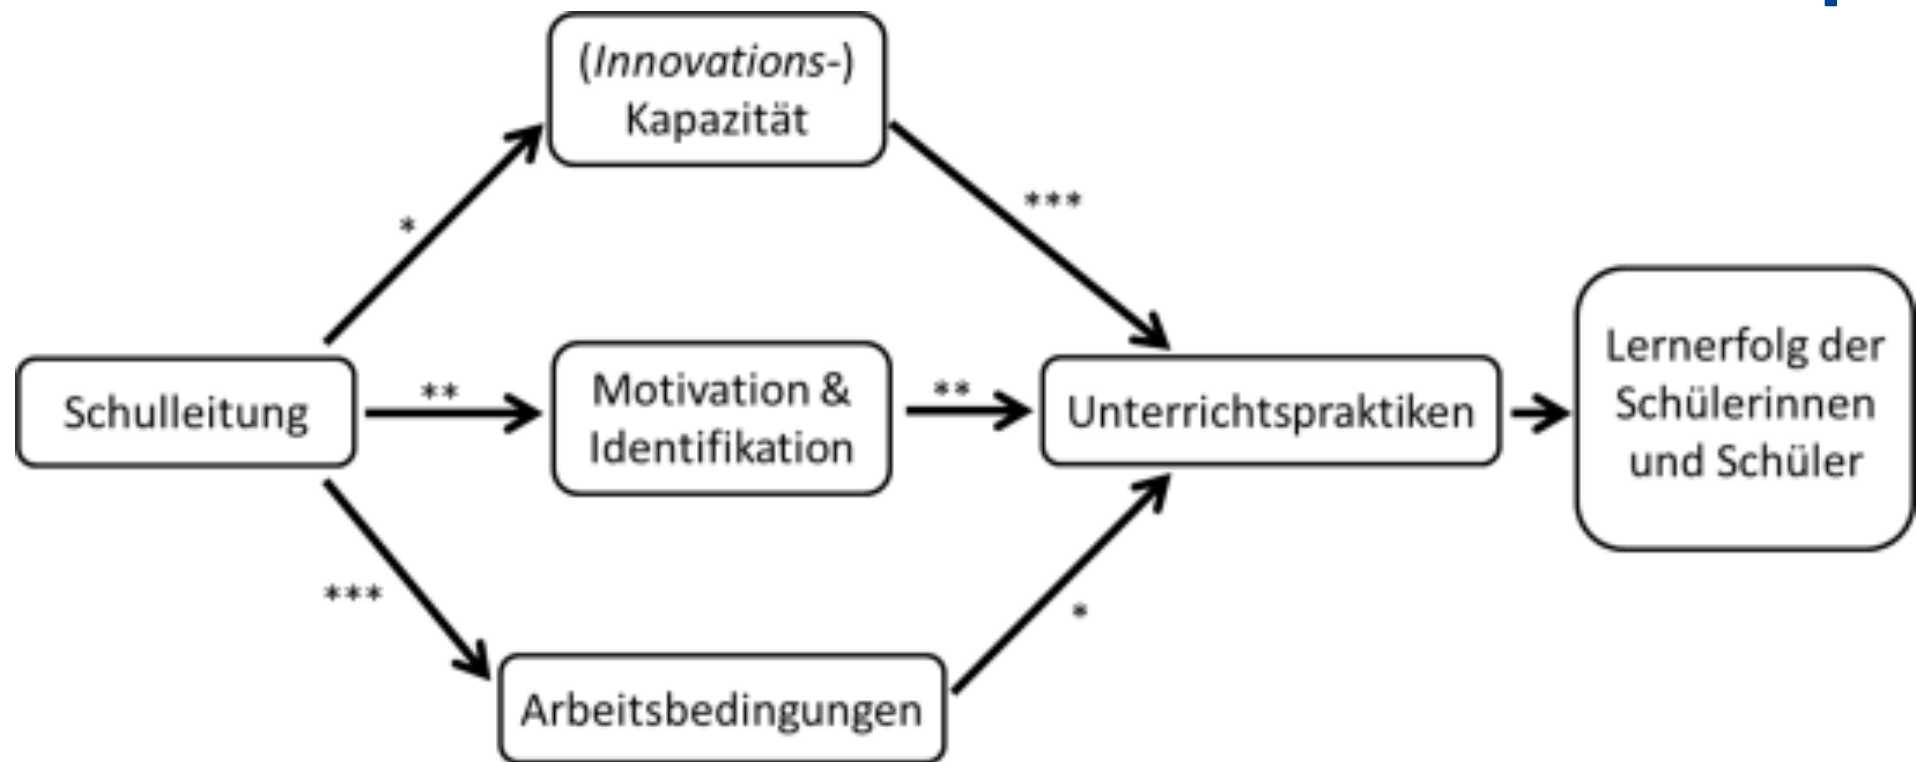 (Innovations-)
Kapazität
***
*
Schulleitung
**
Motivation &
Identifikation
**
Unterrichtspraktiken
Lernerfolg der
Schülerinnen
und Schüler
***
*
Arbeitsbedingungen